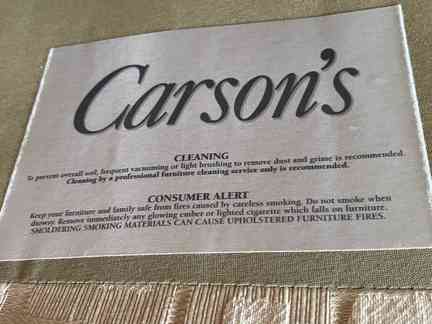 Carson's
CLEANING
To prevent overall soil, frequent vacuuming or light brushing to remove dust and grime is recommended.
Cleaning by a professional furniture cleaning service only is recommended.
CONSUMER ALERT
Keep your furniture and family safe from fires caused by careless smoking. Do not smoke when
drowsy. Remove immediately any glowing ember or lighted cigarette which falls on furniture.
SMOLDERING SMOKING MATERIALS CAN CAUSE UPHOLSTERED FURNITURE FIRES.